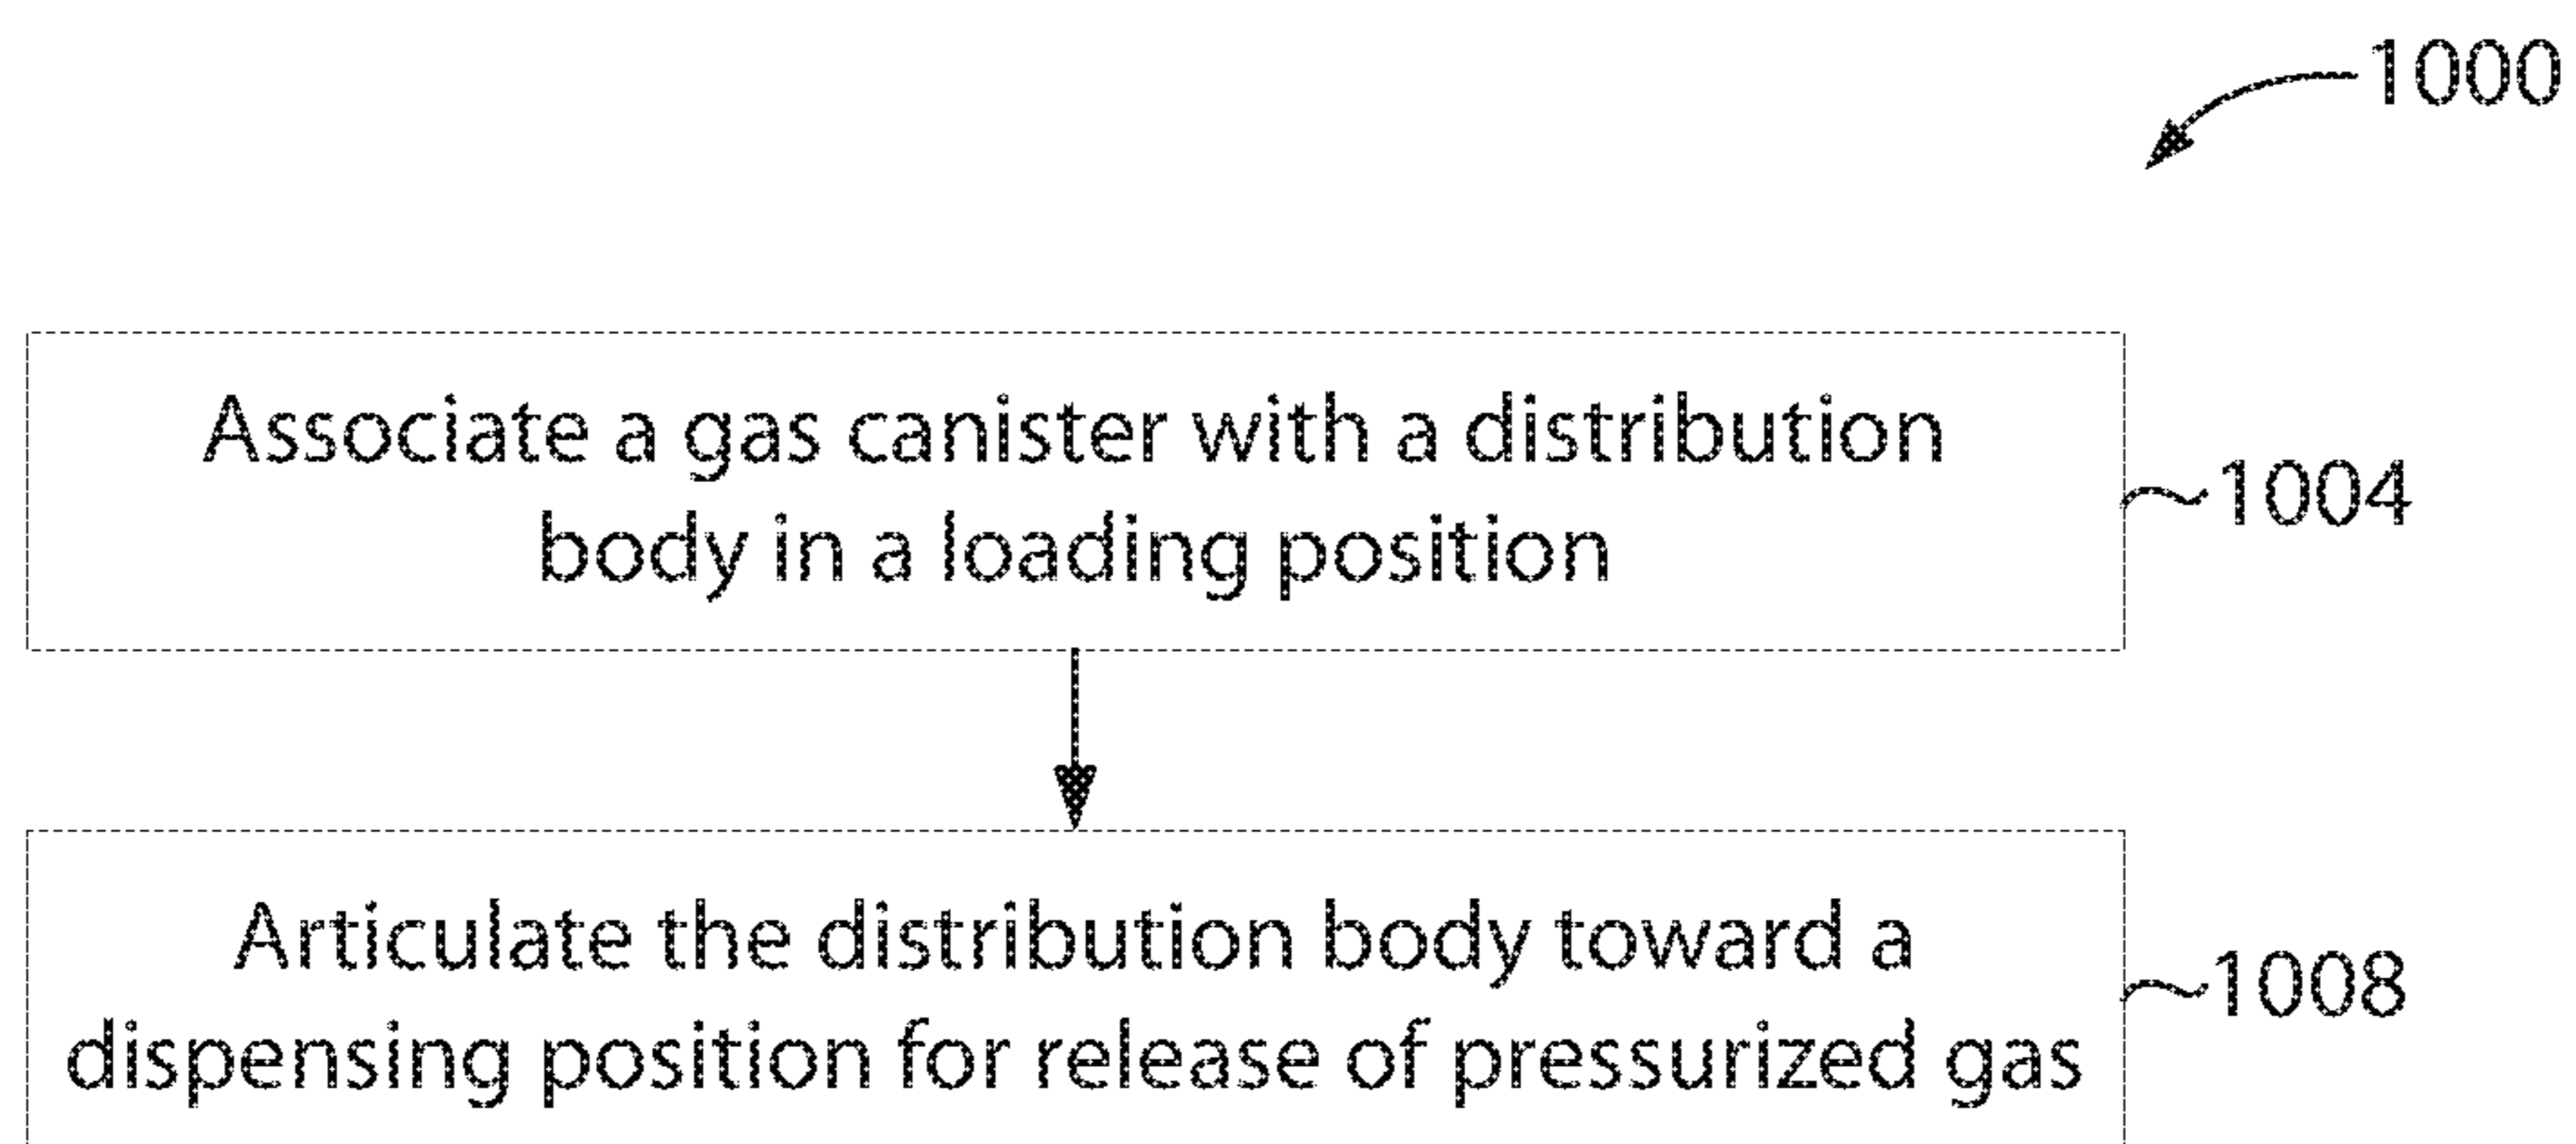 1000
Associate a gas canister with a distribution
body in a loading position
1004
Articulate the distribution body toward a
dispensing position for release of pressurized gas
1008